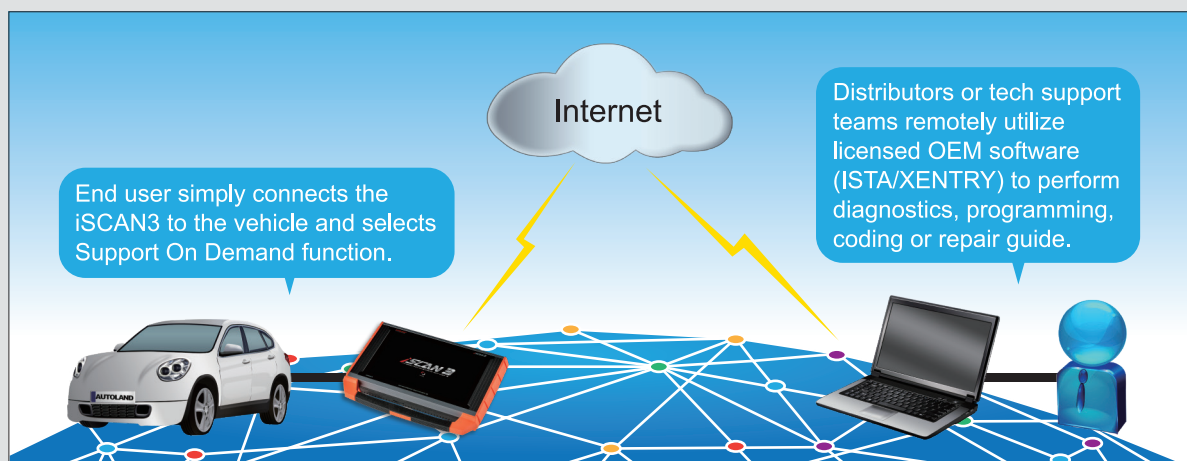 Internet
End user simply connects the
iSCAN3 to the vehicle and selects
Support On Demand function.
Distributors or tech support
teams remotely utilize
licensed OEM software
(ISTA/XENTRY) to perform
diagnostics, programming,
coding or repair guide.
AUTOLAND
iSCAN 3